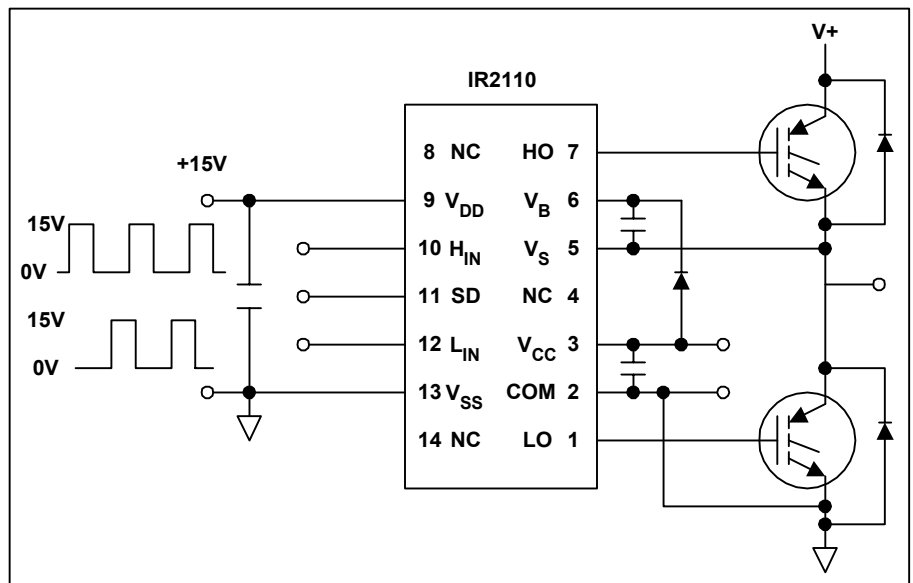 V+
IR2110
+15V
15V
0V
15V
0V
8 NC HO 7
9 VDD VB 6
10 HIN VS 5
11 SD NC 4
12 LIN VCC 3
13 VSS COM 2
14 NC LO 1